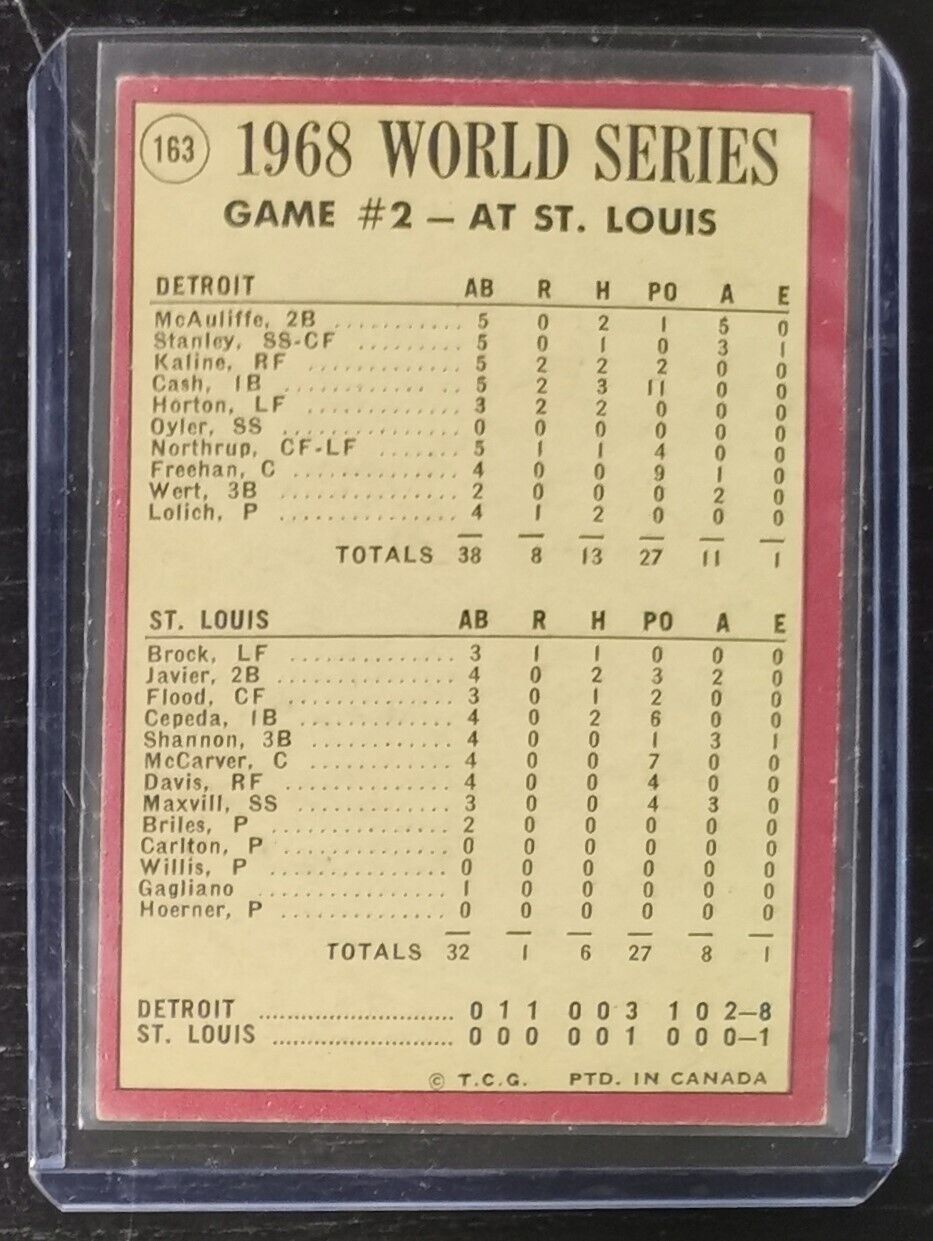 163 1968 WORLD SERIES
GAME #2 — AT ST. LOUIS
DETROIT AB R H PO A E
McAuliffe, 2B ........... 5 0 2 1 5 0
Stanley, SS-CF ......... 5 0 1 0 3 1
Kaline, RF ............. 5 2 2 2 0 0
Cash, 1B ............ .. 5 2 3 11 0 0
Horton, LF ............. 3 2 2 0 0 0
Oyler, SS ............... 0 0 0 0 0 0
Northrup, CF-LF ....... 5 1 1 4 0 0
Freehan, C .............. 4 0 0 9 1 0
Wert, 3B ............... 2 0 0 0 2 0
Lolich, P ............... 4 1 2 0 0 0
TOTALS 38 8 13 27 11 1
ST. LOUIS AB R H PO A E
Brock, LF .............. 3 1 1 0 0 0
Javier, 2B ............... 4 0 2 3 2 0
Flood, CF .............. 3 0 1 2 0 0
Cepeda, 1B ............. 4 0 2 6 0 0
Shannon, 3B ............ 4 0 0 1 3 1
McCarver, C ............ 4 0 0 7 0 0
Davis, RF .............. 4 0 0 4 0 0
Maxvill, SS ............. 3 0 0 4 3 0
Briles, P ............... 2 0 0 0 0 0
Carlton, P .............. 0 0 0 0 0 0
Willis, P ............... 0 0 0 0 0 0
Gagliano ................ 1 0 0 0 0 0
Hoerner, P .............. 0 0 0 0 0 0
TOTALS 32 1 6 27 8 1
DETROIT ............................ 0 1 1 0 0 3 1 0 2—8
ST. LOUIS .......................... 0 0 0 0 0 1 0 0 0—1
© T.C.G. PTD. IN CANADA